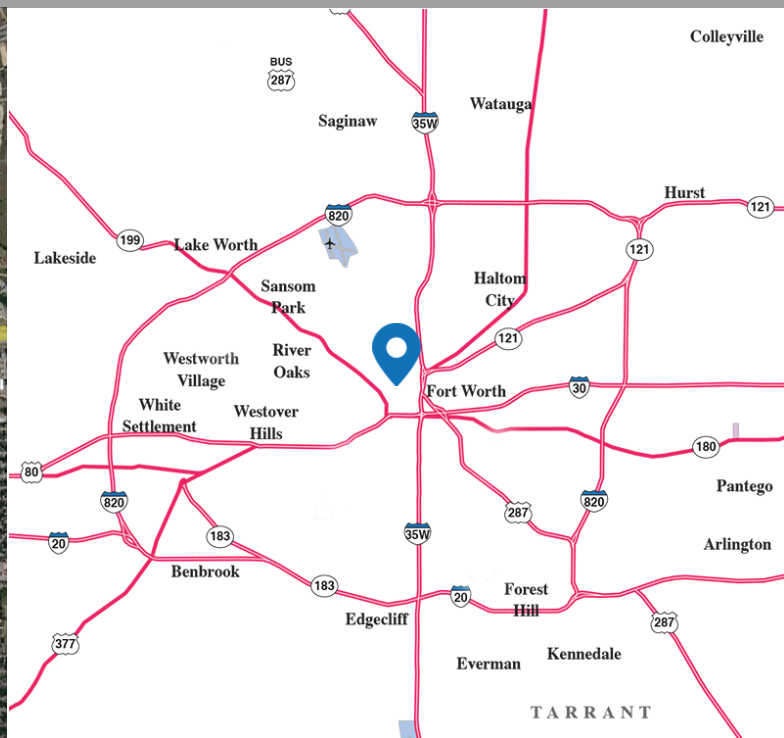 Colleyville
BUS
287
Watauga
Saginaw
35W
Hurst
121
820
199
Lake Worth
121
Lakeside
Haltom
City
Sansom
Park
121
River
Oaks
Westworth
Village
30
Fort Worth
White
Settlement
Westover
Hills
180
80
Pantego
820
287
820
35W
183
20
Arlington
Benbrook
183
20
Forest
Hill
Edgecliff
287
377
Kennedale
Everman
TARRANT